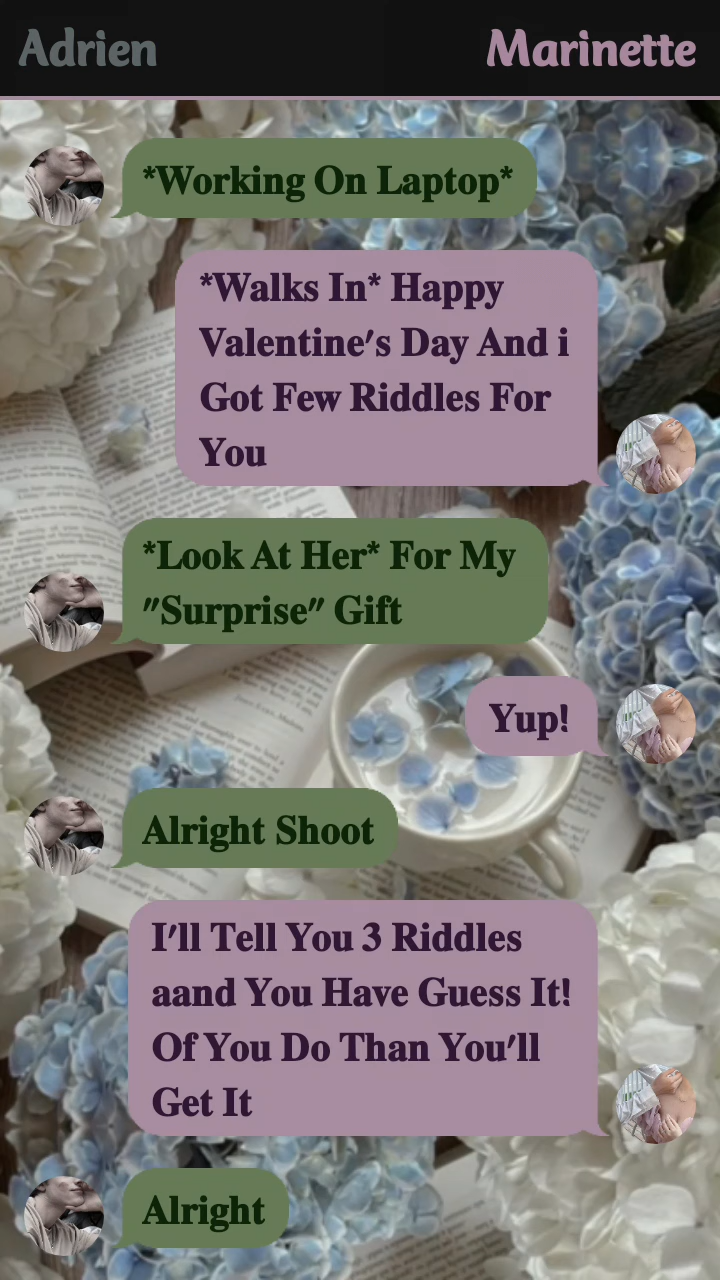 Adrien
Marinette
*Working On Laptop*
*Walks In* Happy
Valentine's Day And i
Got Few Riddles For
You
*Look At Her* For My
"Surprise" Gift
Yup!
Alright Shoot
I'll Tell You 3 Riddles
aand You Have Guess It!
Of You Do Than You'll
Get It
Alright